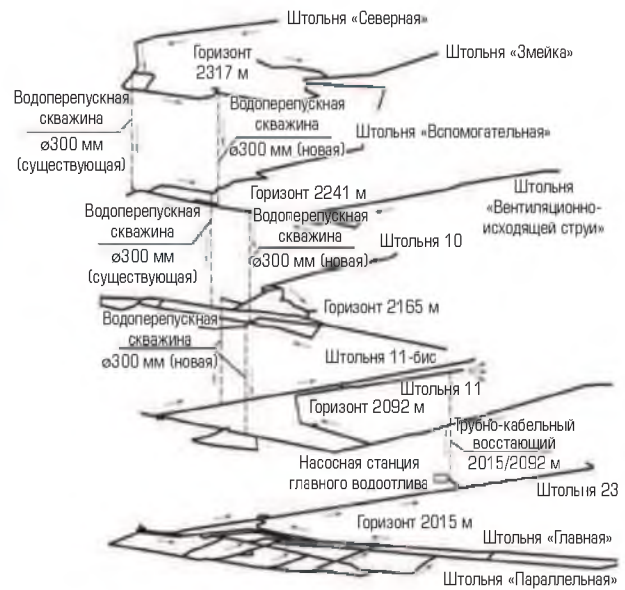 Штольня «Северная»
Горизонт
2317 м
Штольня «Змейка»
Водоперепускная
скважина
ø300 мм
(существующая)
Водоперепускная
скважина
ø300 мм (новая)
Штольня «Вспомогательная»
Горизонт 2241 м
Штольня
«Вентиляционно-
исходящей струи»
Водоперепускная
скважина
ø300 мм
(существующая)
Водоперепускная
скважина
ø300 мм (новая)
Штольня 10
Горизонт 2165 м
Водоперепускная
скважина
ø300 мм (новая)
Штольня 11-бис
Штольня 11
Горизонт 2092 м
Трубно-кабельный
восстающий
2015/2092 м
Насосная станция
главного водоотлива
Штольня 23
Горизонт 2015 м
Штольня «Главная»
Штольня «Параллельная»